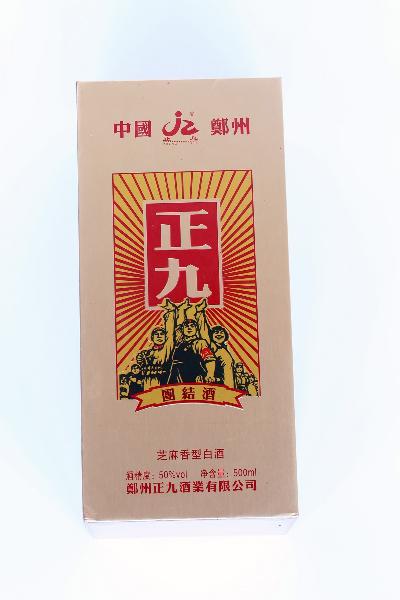 中國 JZ 鄭州
正
九
團結酒
芝麻香型白酒
酒精度：50%vol 净含量：500ml
鄭州正九酒業有限公司